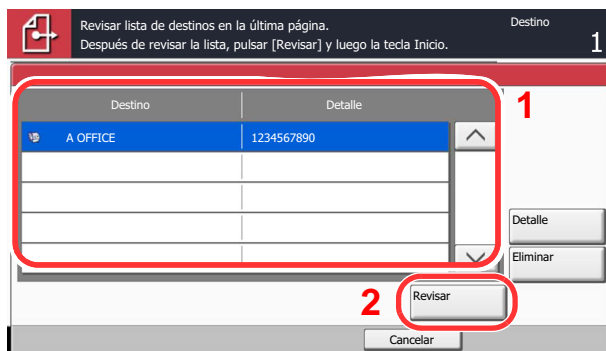 Revisar lista de destinos en la última página.
Después de revisar la lista, pulsar [Revisar] y luego la tecla Inicio.
Destino
1
1
Destino Detalle
A OFFICE 1234567890
Detalle
Eliminar
2
Revisar
Cancelar